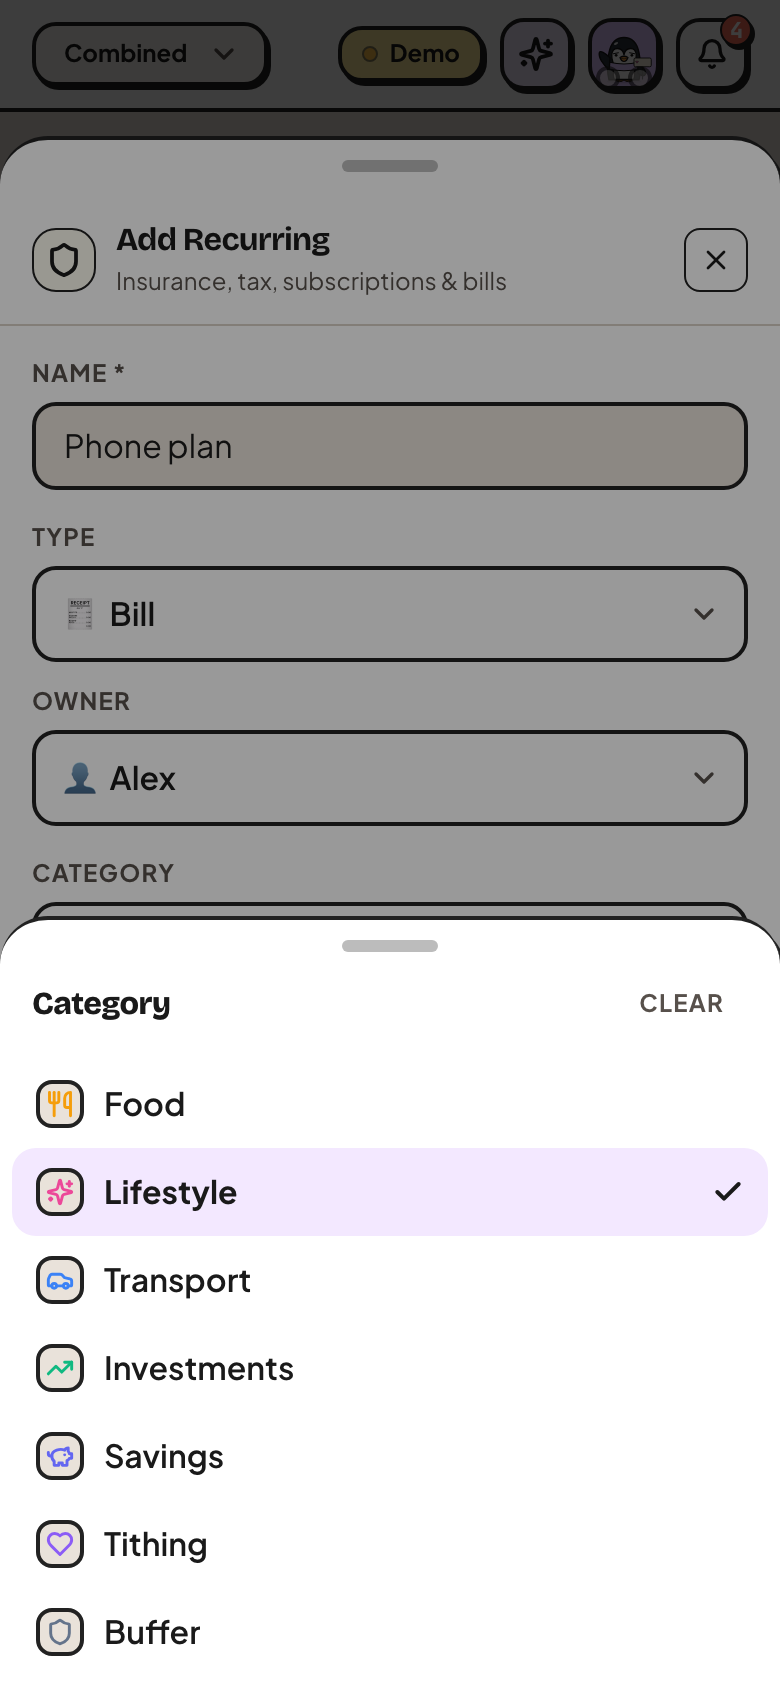 Combined
Demo
4
Add Recurring
Insurance, tax, subscriptions & bills
NAME *
Phone plan
TYPE
RECEIPT
Bill
OWNER
Alex
CATEGORY
Category
CLEAR
Food
Lifestyle
Transport
Investments
Savings
Tithing
Buffer